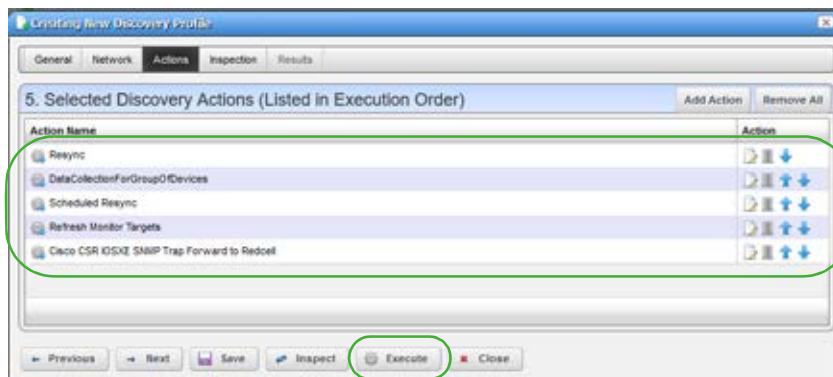 Creating New Discovery Profile
General Network Actions Inspection Results
5. Selected Discovery Actions (Listed in Execution Order) Add Action Remove All
Action Name Action
Resync
DataCollectionForGroupOfDevices
Scheduled Resync
Refresh Monitor Targets
Cisco CSR IOSXE SNMP Trap Forward to Redcell
Previous Next Save Inspect Execute Close